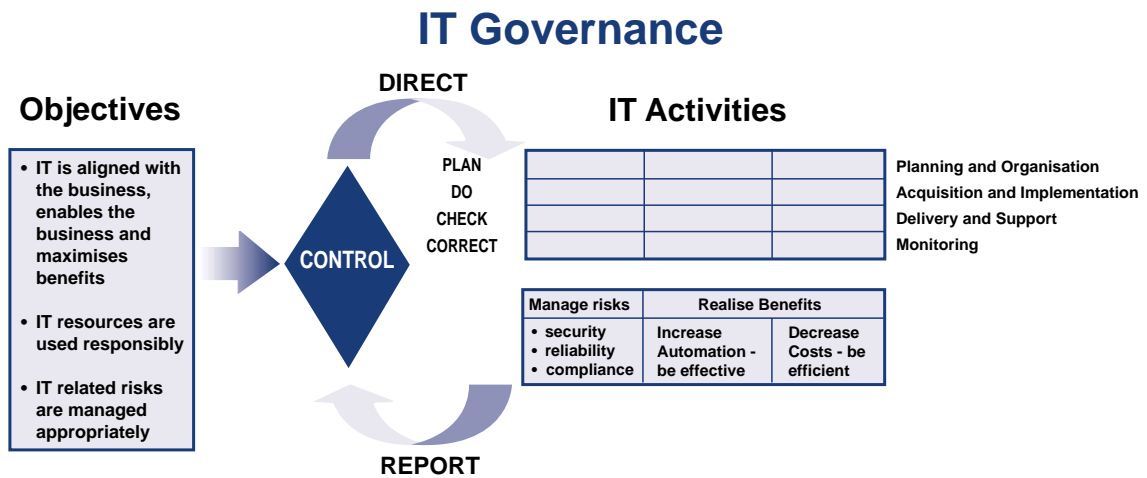 IT Governance
DIRECT
Objectives
IT Activities
• IT is aligned with
the business,
enables the
business and
maximises
benefits
• IT resources are
used responsibly
• IT related risks
are managed
appropriately
CONTROL
PLAN
DO
CHECK
CORRECT
Planning and Organisation
Acquisition and Implementation
Delivery and Support
Monitoring
Manage risks
• security
• reliability
• compliance
Realise Benefits
Increase
Automation -
be effective
Decrease
Costs - be
efficient
REPORT